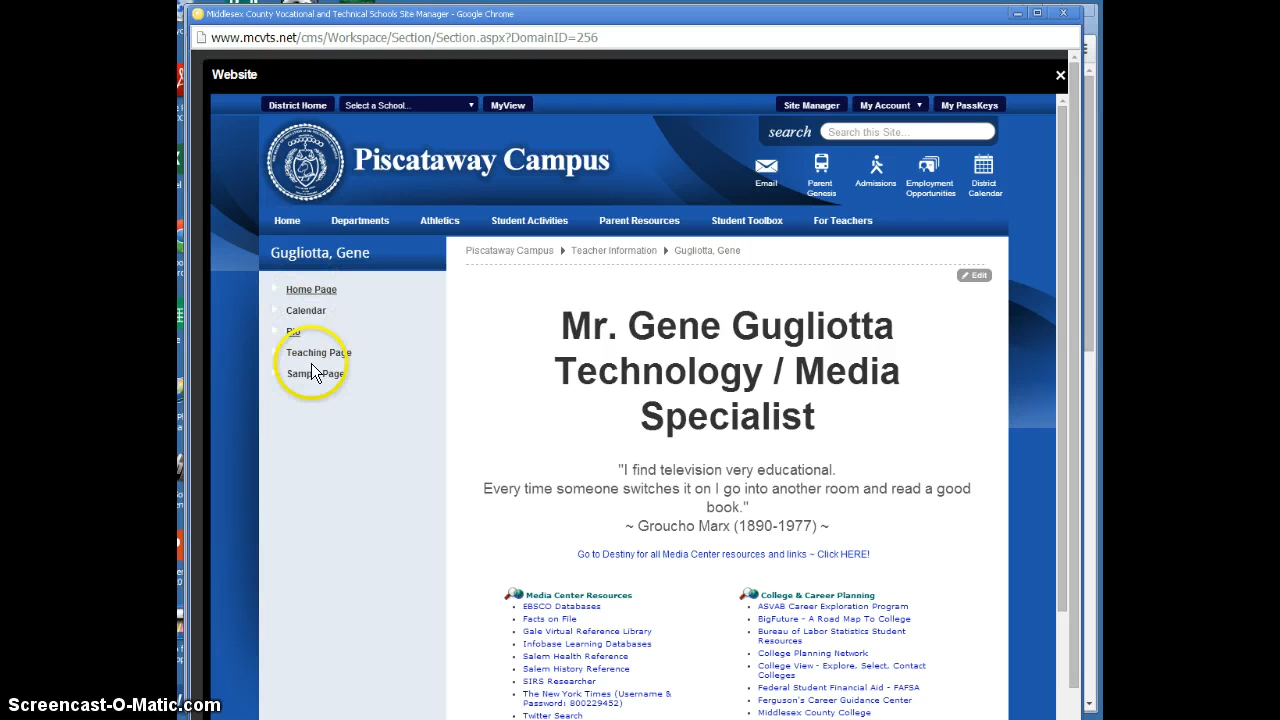 Middlesex County Vocational and Technical Schools Site Manager - Google Chrome
www.mcvts.net/cms/Workspace/Section/Section.aspx?DomainID=256
Website
District Home
Select a School...
MyView
Site Manager
My Account
My PassKeys
search
Search this Site...
Piscataway Campus
Email
Parent
Genesis
Admissions
Employment
Opportunities
District
Calendar
Home
Departments
Athletics
Student Activities
Parent Resources
Student Toolbox
For Teachers
Gugliotta, Gene
Home Page
Calendar
Bio
Teaching Page
Sample Page
Piscataway Campus
Teacher Information
Gugliotta, Gene
Edit
Mr. Gene Gugliotta
Technology / Media
Specialist
"I find television very educational.
Every time someone switches it on I go into another room and read a good
book."
~ Groucho Marx (1890-1977) ~
Go to Destiny for all Media Center resources and links ~ Click HERE!
Media Center Resources
EBSCO Databases
Facts on File
Gale Virtual Reference Library
Infobase Learning Databases
Salem Health Reference
Salem History Reference
SIRS Researcher
The New York Times (Username &
Password: 800229452)
Twitter Search
College & Career Planning
ASVAB Career Exploration Program
BigFuture - A Road Map To College
Bureau of Labor Statistics Student
Resources
College Planning Network
College View - Explore, Select, Contact
Colleges
Federal Student Financial Aid - FAFSA
Ferguson's Career Guidance Center
Middlesex County College
Screencast-O-Matic.com